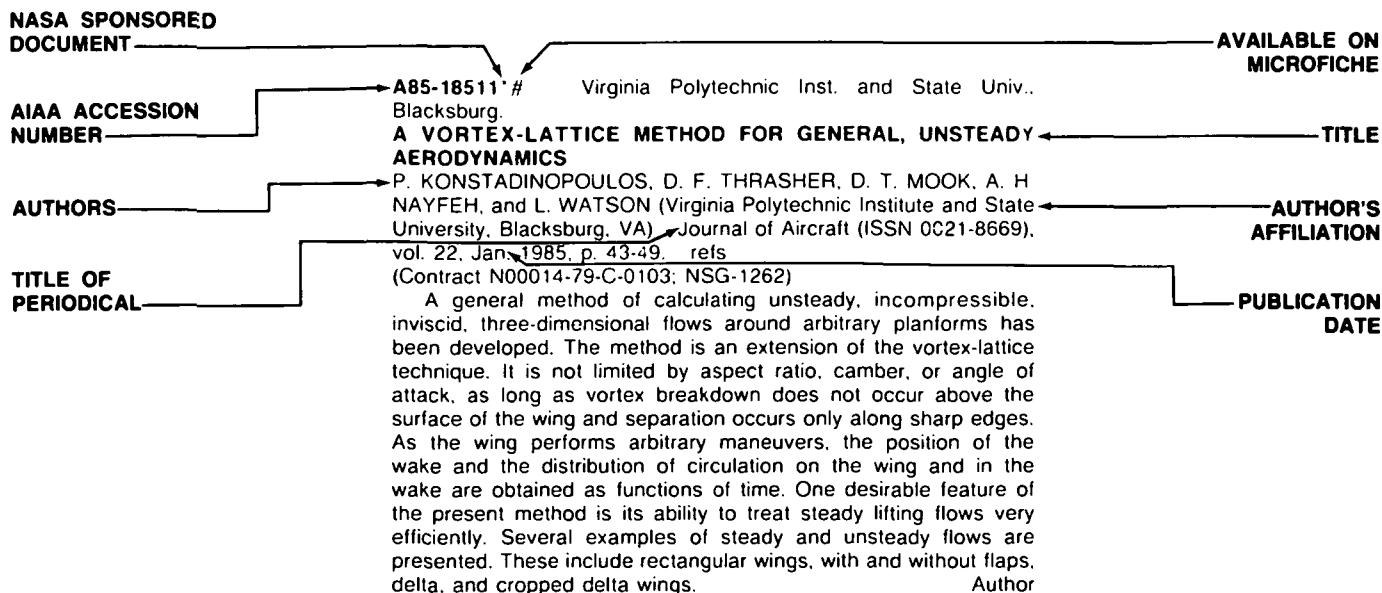 NASA SPONSORED
DOCUMENT
AVAILABLE ON
MICROFICHE
AIAA ACCESSION
NUMBER
A85-18511*# Virginia Polytechnic Inst. and State Univ.,
Blacksburg.
A VORTEX-LATTICE METHOD FOR GENERAL, UNSTEADY
AERODYNAMICS
TITLE
AUTHORS
P. KONSTADINOPOULOS, D. F. THRASHER, D. T. MOOK, A. H
NAYFEH, and L. WATSON (Virginia Polytechnic Institute and State
University, Blacksburg, VA) Journal of Aircraft (ISSN 0021-8669),
vol. 22, Jan. 1985, p. 43-49. refs
(Contract N00014-79-C-0103; NSG-1262)
AUTHOR'S
AFFILIATION
TITLE OF
PERIODICAL
PUBLICATION
DATE
A general method of calculating unsteady, incompressible,
inviscid, three-dimensional flows around arbitrary planforms has
been developed. The method is an extension of the vortex-lattice
technique. It is not limited by aspect ratio, camber, or angle of
attack, as long as vortex breakdown does not occur above the
surface of the wing and separation occurs only along sharp edges.
As the wing performs arbitrary maneuvers, the position of the
wake and the distribution of circulation on the wing and in the
wake are obtained as functions of time. One desirable feature of
the present method is its ability to treat steady lifting flows very
efficiently. Several examples of steady and unsteady flows are
presented. These include rectangular wings, with and without flaps,
delta, and cropped delta wings. Author